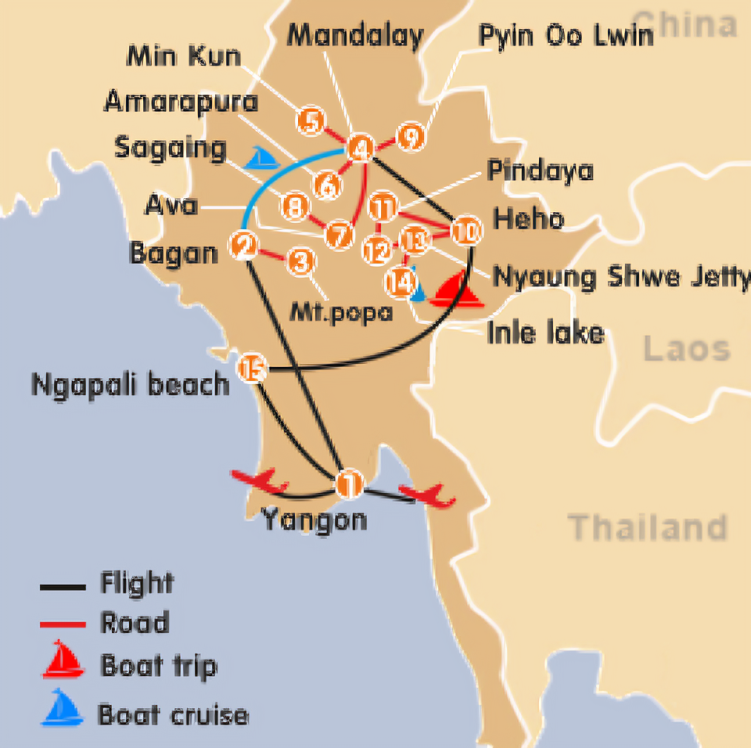 China
Mandalay
Pyin Oo Lwin
Min Kun
Amarapura
Sagaing
Pindaya
Ava
Heho
Bagan
Nyaung Shwe Jetty
Mt.popa
Inle lake
Laos
Ngapali beach
Yangon
Thailand
5
4
9
6
8
11
7
10
2
12
13
3
14
15
1
Flight
Road
Boat trip
Boat cruise